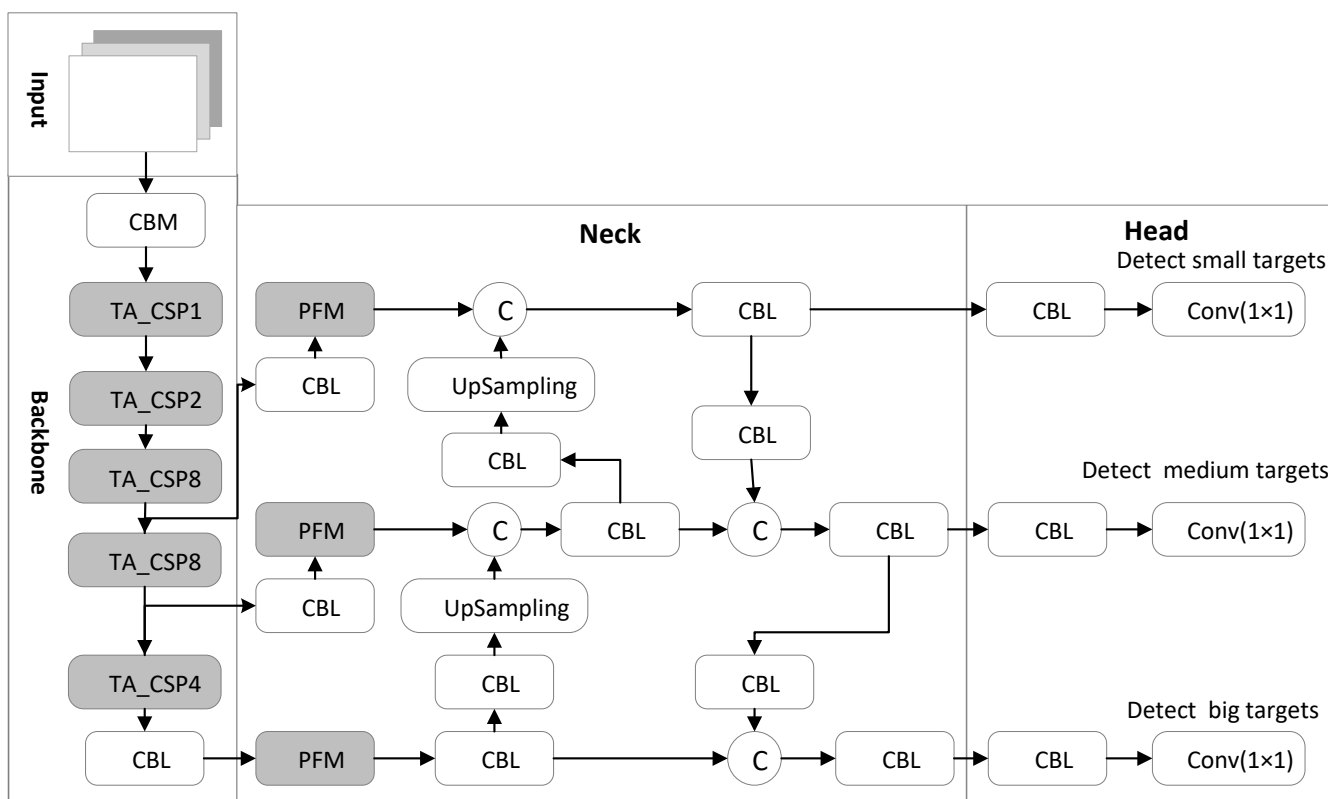 Input
CBM
Backbone
TA_CSP1
TA_CSP2
TA_CSP8
TA_CSP8
TA_CSP4
CBL
Neck
PFM
C
CBL
CBL
UpSampling
CBL
CBL
PFM
C
CBL
C
CBL
CBL
UpSampling
CBL
CBL
PFM
CBL
C
CBL
Head
Detect small targets
CBL
Conv(1×1)
Detect medium targets
CBL
Conv(1×1)
Detect big targets
CBL
Conv(1×1)